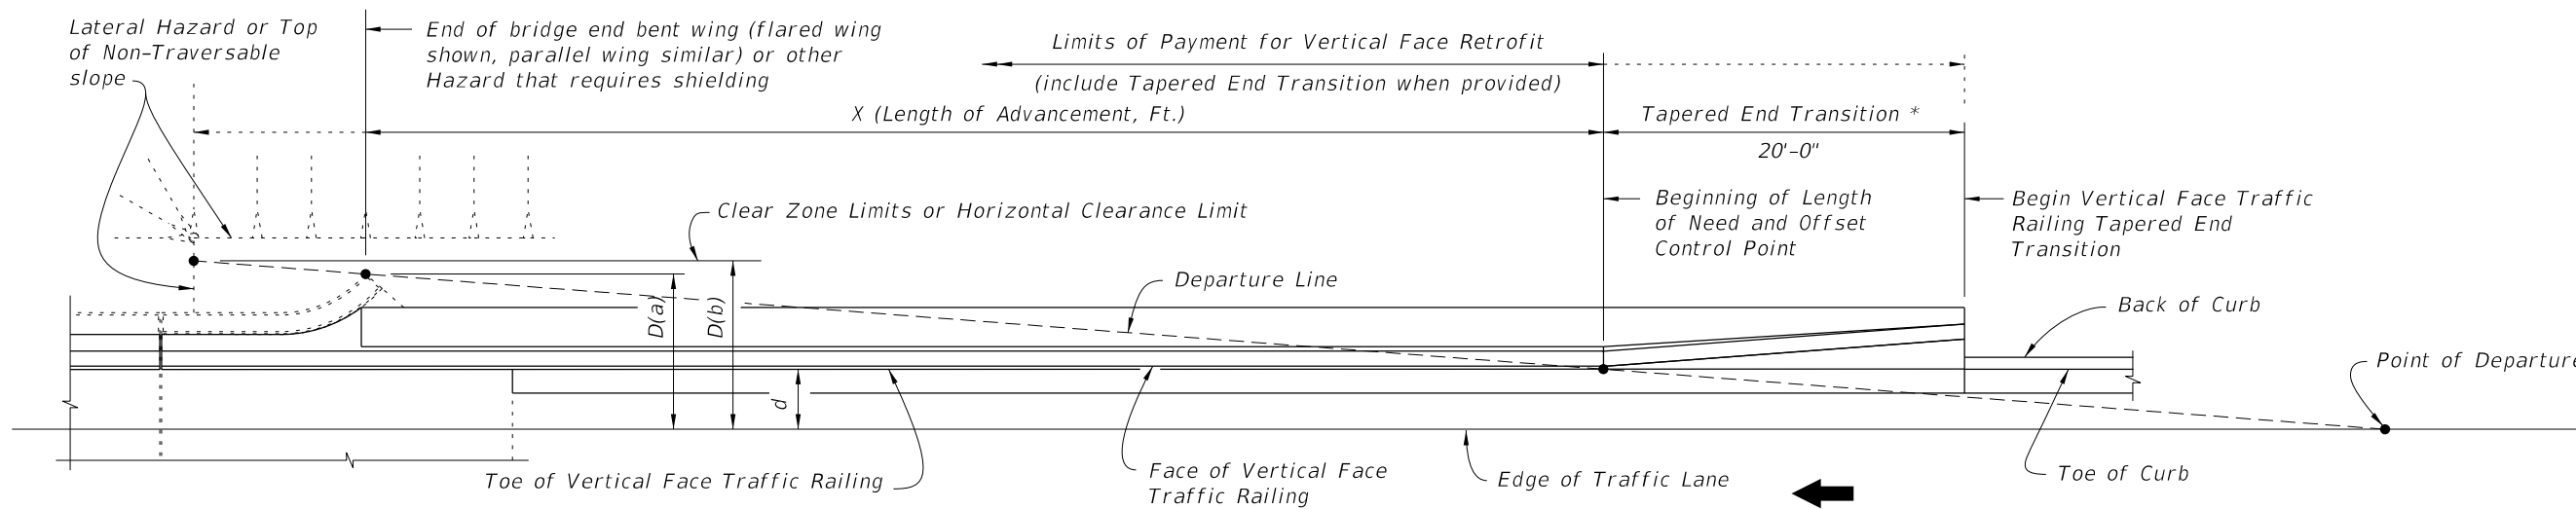 Lateral Hazard or Top
of Non-Traversable
slope
End of bridge end bent wing (flared wing
shown, parallel wing similar) or other
Hazard that requires shielding
Limits of Payment for Vertical Face Retrofit
(include Tapered End Transition when provided)
X (Length of Advancement, Ft.)
Tapered End Transition *
20'-0"
Clear Zone Limits or Horizontal Clearance Limit
Beginning of Length
of Need and Offset
Control Point
Begin Vertical Face Traffic
Railing Tapered End
Transition
Departure Line
Back of Curb
D(a)
D(b)
d
Point of Departure
Toe of Vertical Face Traffic Railing
Face of Vertical Face
Traffic Railing
Edge of Traffic Lane
Toe of Curb